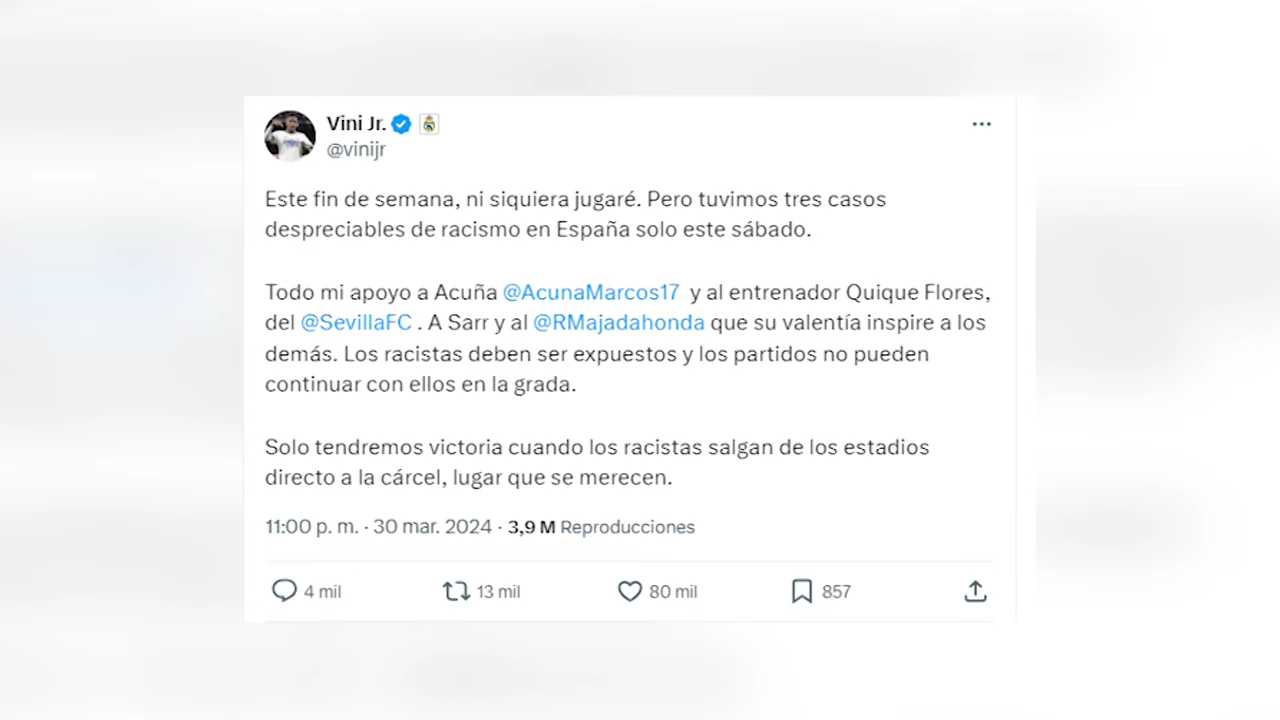 Vini Jr.
@vinijr
Este fin de semana, ni siquiera jugaré. Pero tuvimos tres casos
despreciables de racismo en España solo este sábado.
Todo mi apoyo a Acuña @AcunaMarcos17 y al entrenador Quique Flores,
del @SevillaFC . A Sarr y al @RMajadahonda que su valentía inspire a los
demás. Los racistas deben ser expuestos y los partidos no pueden
continuar con ellos en la grada.
Solo tendremos victoria cuando los racistas salgan de los estadios
directo a la cárcel, lugar que se merecen.
11:00 p. m. · 30 mar. 2024 · 3,9 M Reproducciones
4 mil 13 mil 80 mil 857